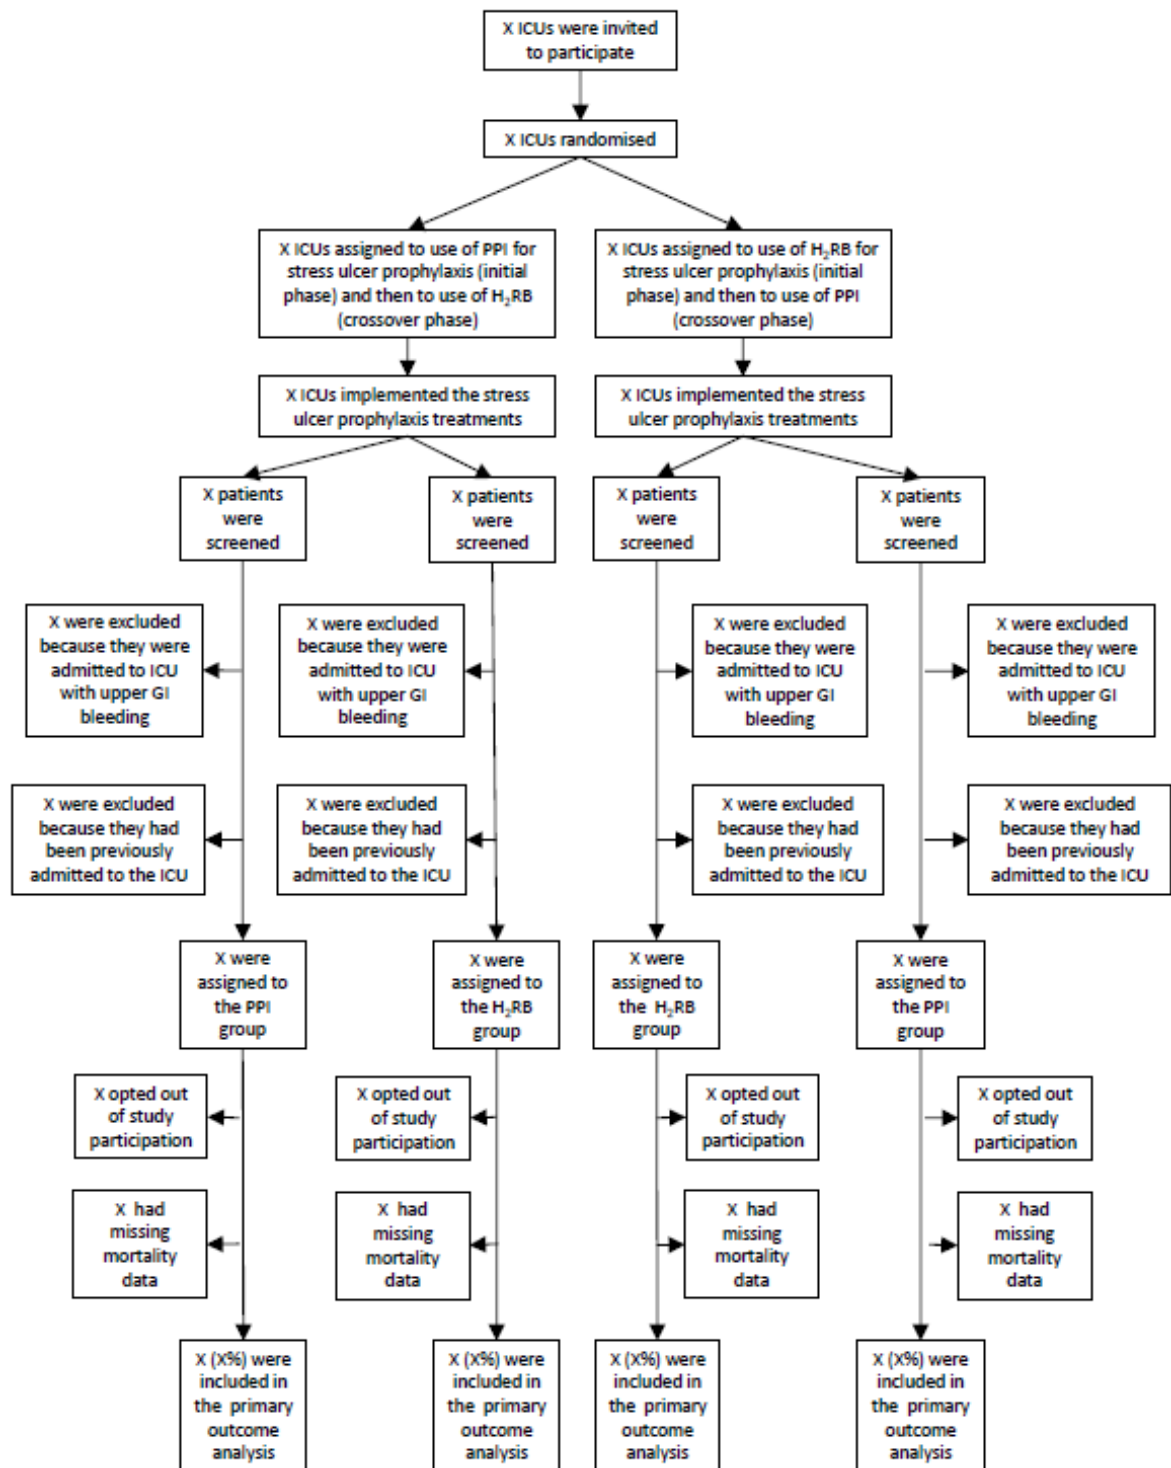 X ICUs were invited
to participate
X ICUs randomised
X ICUs assigned to use of PPI for
stress ulcer prophylaxis (initial
phase) and then to use of H₂RB
(crossover phase)
X ICUs assigned to use of H₂RB for
stress ulcer prophylaxis (initial
phase) and then to use of PPI
(crossover phase)
X ICUs implemented the stress
ulcer prophylaxis treatments
X ICUs implemented the stress
ulcer prophylaxis treatments
X patients
were
screened
X patients
were
screened
X patients
were
screened
X patients
were
screened
X were excluded
because they were
admitted to ICU
with upper GI
bleeding
X were excluded
because they were
admitted to ICU
with upper GI
bleeding
X were excluded
because they were
admitted to ICU
with upper GI
bleeding
X were excluded
because they were
admitted to ICU
with upper GI
bleeding
X were excluded
because they had
been previously
admitted to the ICU
X were excluded
because they had
been previously
admitted to the ICU
X were excluded
because they had
been previously
admitted to the ICU
X were excluded
because they had
been previously
admitted to the ICU
X were
assigned to
the PPI
group
X were
assigned to
the H₂RB
group
X were
assigned to
the H₂RB
group
X were
assigned to
the PPI
group
X opted out
of study
participation
X opted out
of study
participation
X opted out
of study
participation
X opted out
of study
participation
X had
missing
mortality
data
X had
missing
mortality
data
X had
missing
mortality
data
X had
missing
mortality
data
X (X%) were
included in
the primary
outcome
analysis
X (X%) were
included in
the primary
outcome
analysis
X (X%) were
included in
the primary
outcome
analysis
X (X%) were
included in
the primary
outcome
analysis